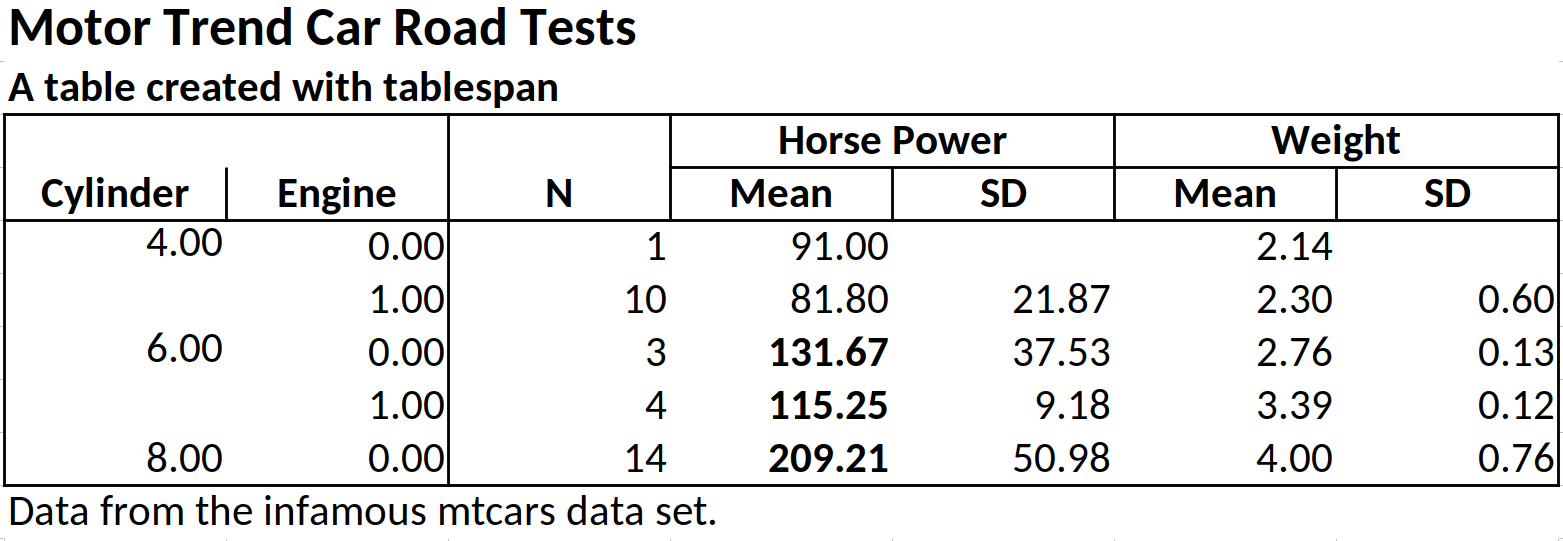 Motor Trend Car Road Tests
A table created with tablespan
Horse Power Weight
Cylinder Engine N Mean SD Mean SD
4.00 0.00 1 91.00 2.14
1.00 10 81.80 21.87 2.30 0.60
6.00 0.00 3 131.67 37.53 2.76 0.13
1.00 4 115.25 9.18 3.39 0.12
8.00 0.00 14 209.21 50.98 4.00 0.76
Data from the infamous mtcars data set.